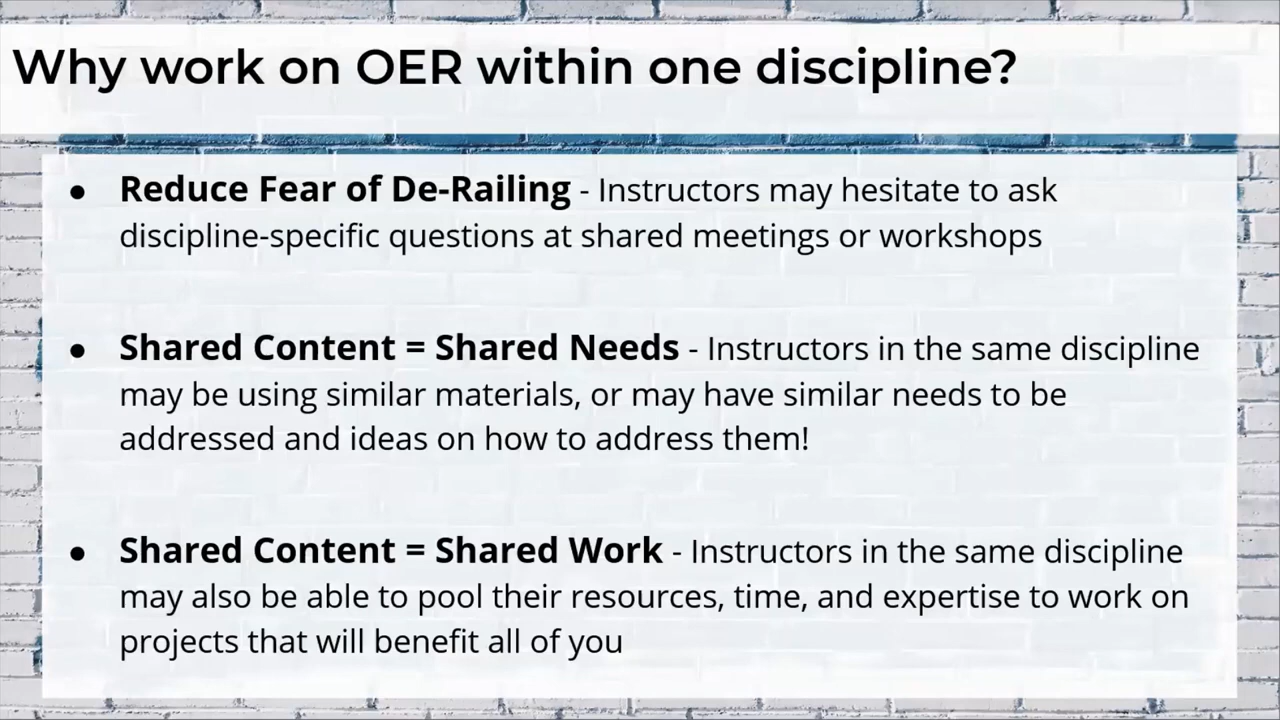 Why work on OER within one discipline?
● Reduce Fear of De-Railing - Instructors may hesitate to ask
discipline-specific questions at shared meetings or workshops
● Shared Content = Shared Needs - Instructors in the same discipline
may be using similar materials, or may have similar needs to be
addressed and ideas on how to address them!
● Shared Content = Shared Work - Instructors in the same discipline
may also be able to pool their resources, time, and expertise to work on
projects that will benefit all of you